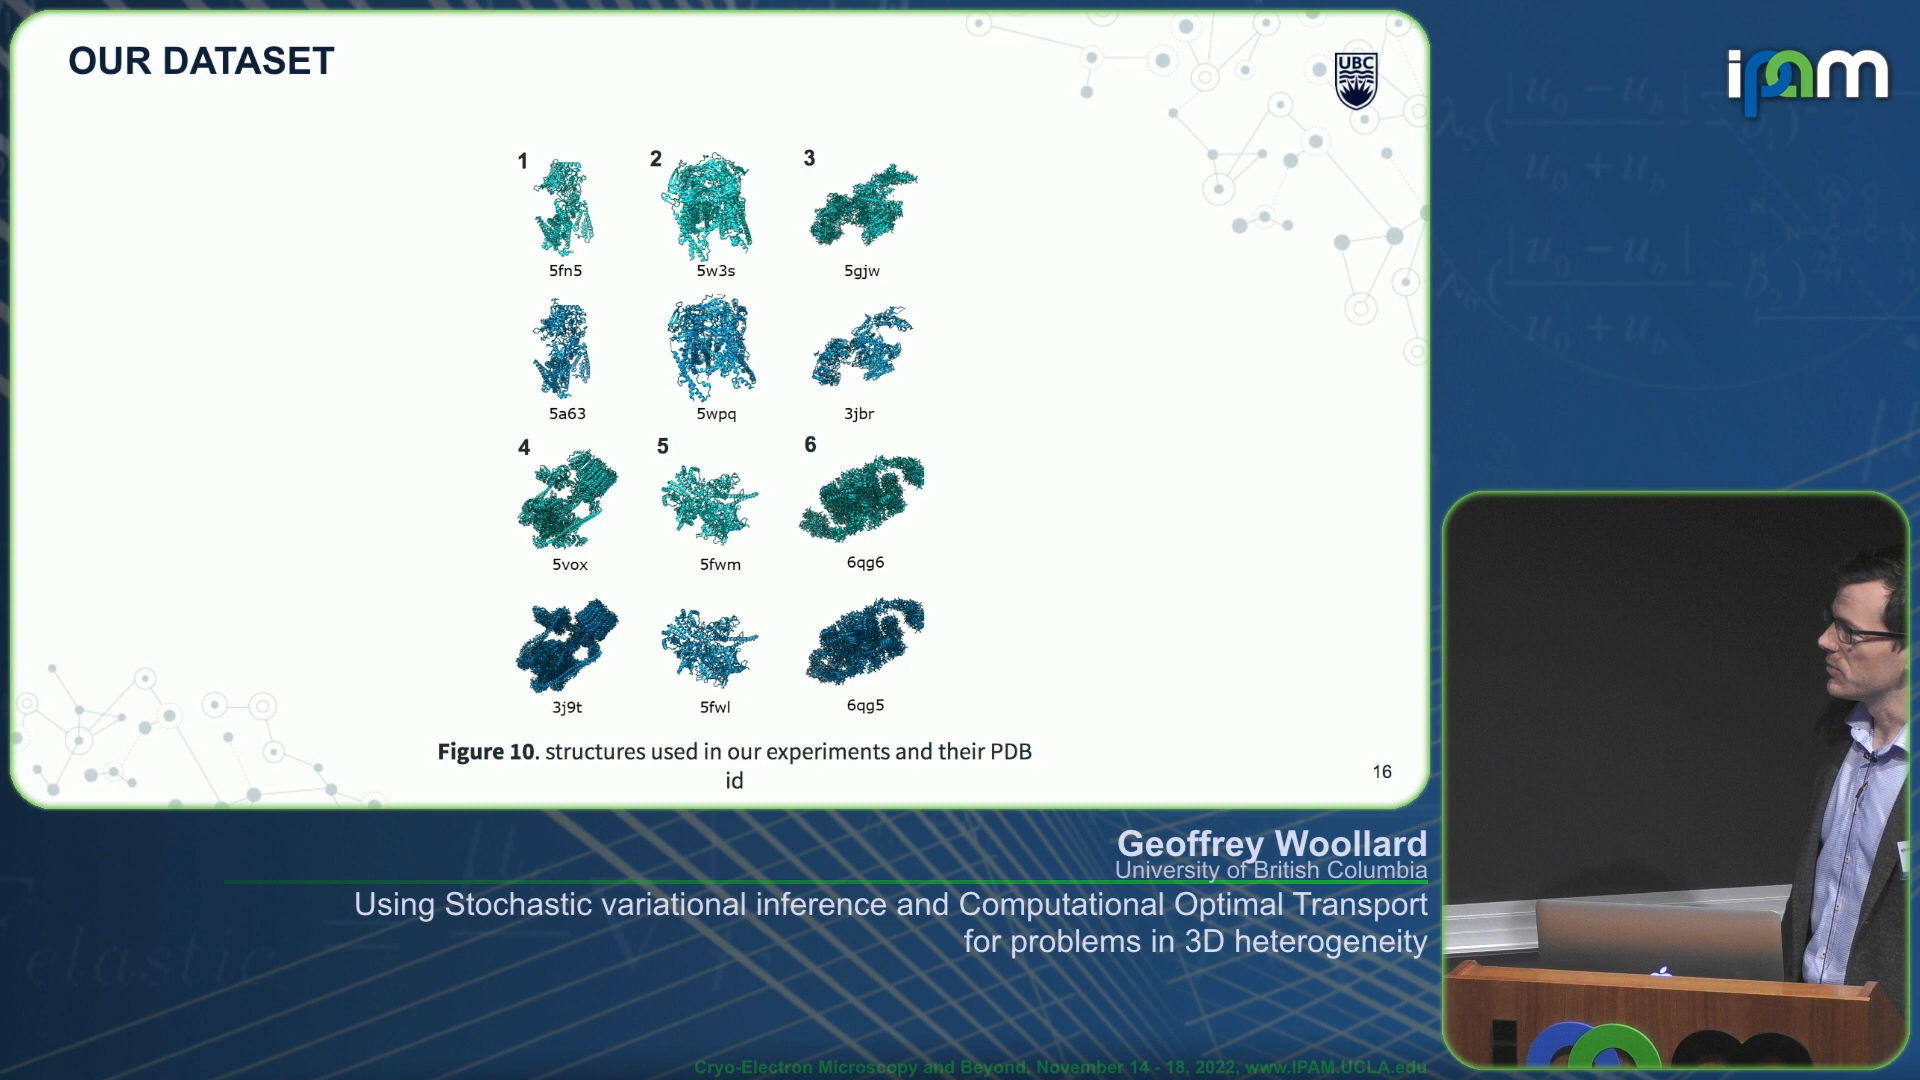 OUR DATASET
UBC
ipam
1
2
3
5fn5
5w3s
5gjw
5a63
5wpq
3jbr
4
5
6
5vox
5fwm
6qg6
3j9t
5fwl
6qg5
Figure 10. structures used in our experiments and their PDB
id
16
Geoffrey Woollard
University of British Columbia
Using Stochastic variational inference and Computational Optimal Transport
for problems in 3D heterogeneity
elastic
Cryo-Electron Microscopy and Beyond, November 14 - 18, 2022, www.IPAM.UCLA.edu